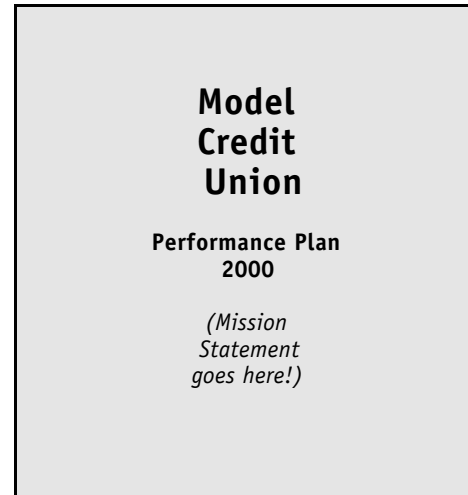 Model
Credit
Union
Performance Plan
2000
(Mission
Statement
goes here!)